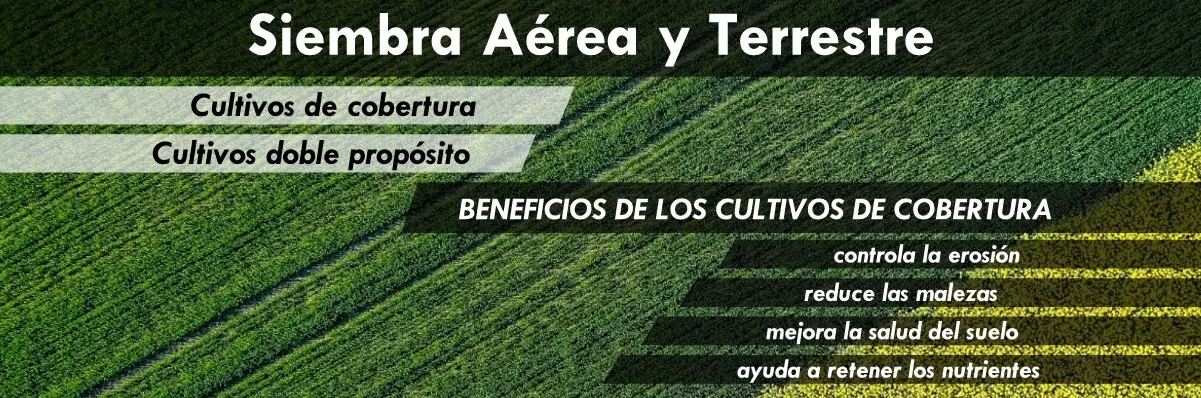 Siembra Aérea y Terrestre
Cultivos de cobertura
Cultivos doble propósito
BENEFICIOS DE LOS CULTIVOS DE COBERTURA
controla la erosión
reduce las malezas
mejora la salud del suelo
ayuda a retener los nutrientes